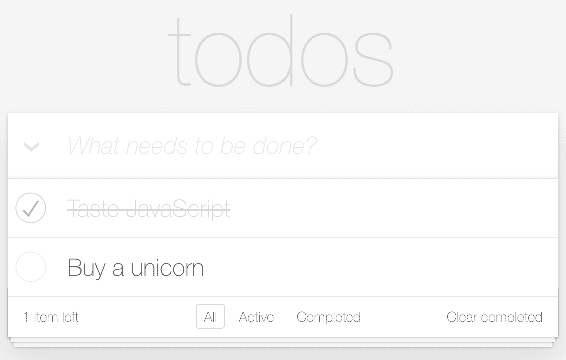 todos
What needs to be done?
Taste JavaScript
Buy a unicorn
1 item left All Active Completed Clear completed